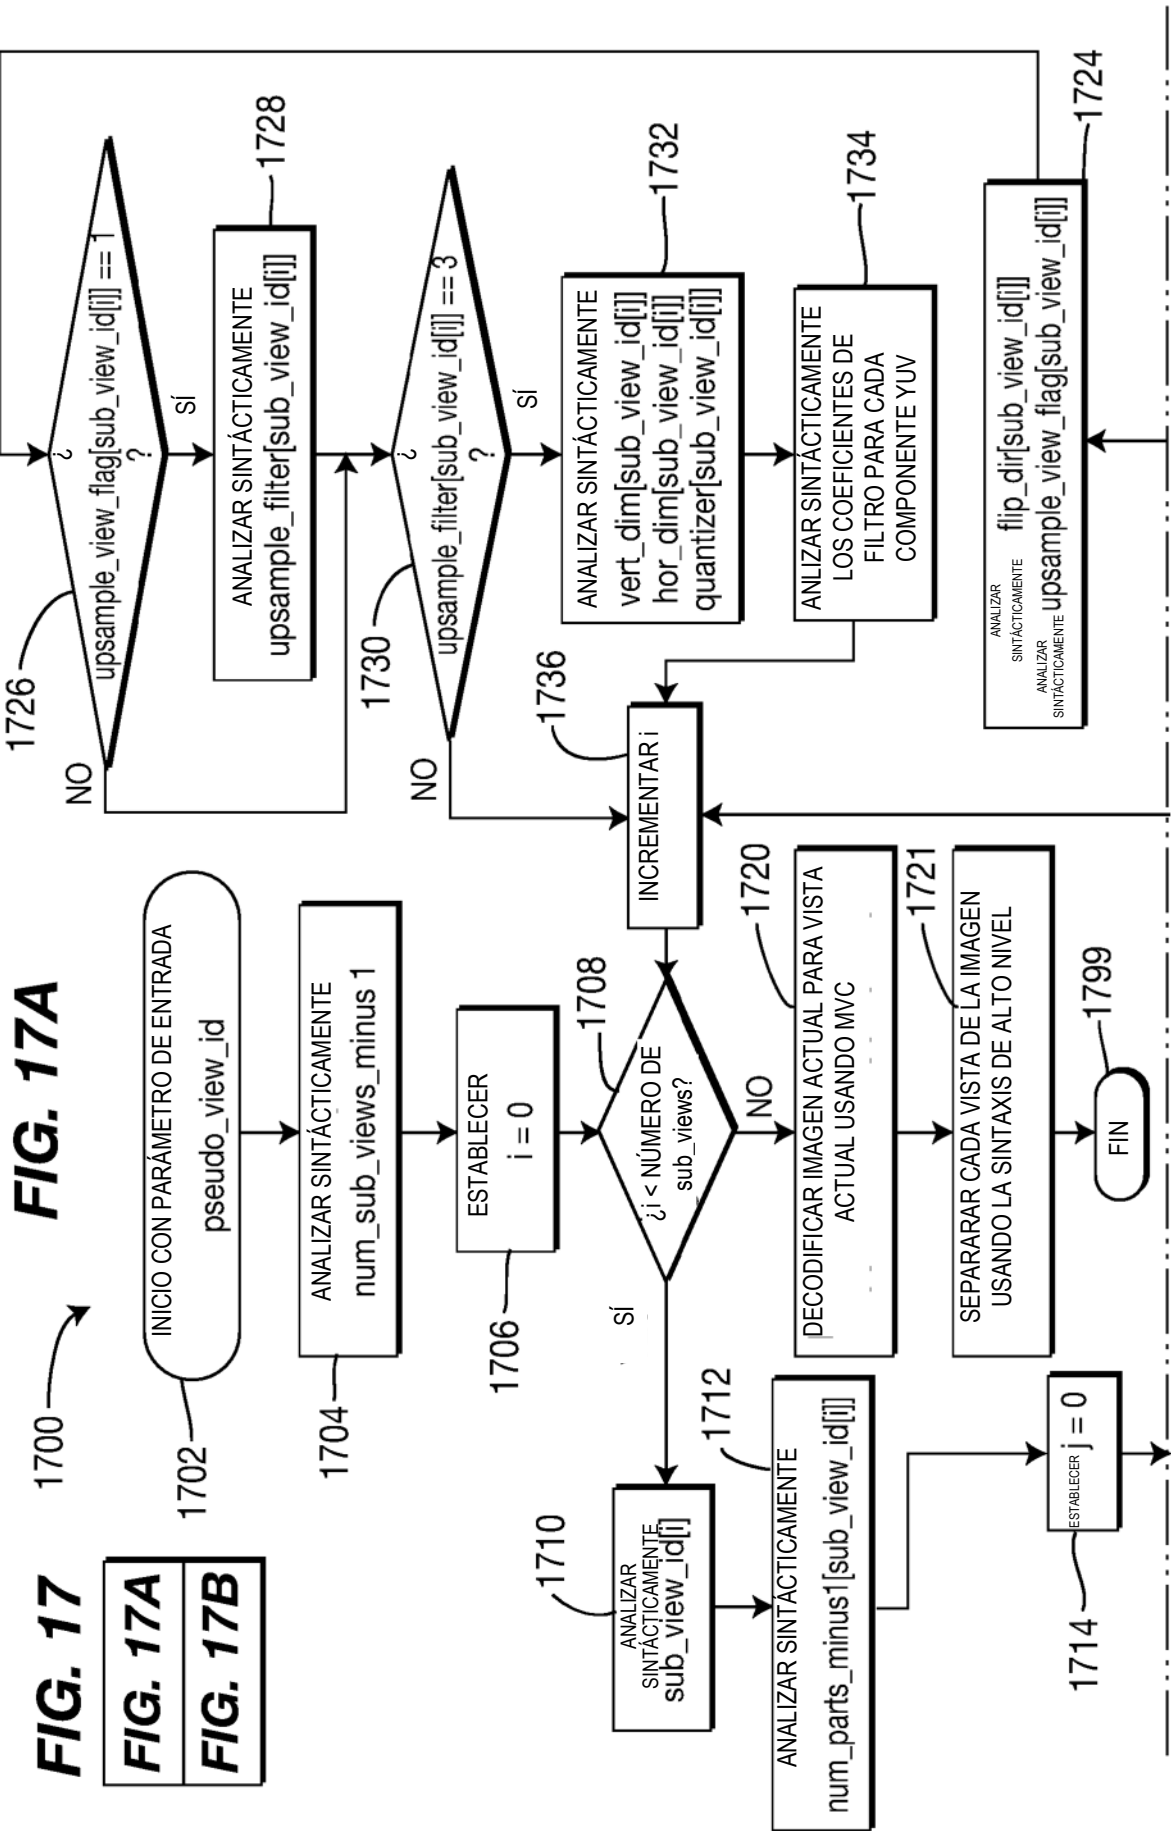 FIG. 17
FIG. 17A
FIG. 17B
FIG. 17A
1700
1702
INICIO CON PARÁMETRO DE ENTRADA
pseudo_view_id
1704
ANALIZAR SINTÁCTICAMENTE
num_sub_views_minus 1
1706
ESTABLECER
i = 0
1708
¿i < NÚMERO DE
sub_views?
SÍ
NO
1710
ANALIZAR
SINTÁCTICAMENTE
sub_view_id[i]
1712
ANALIZAR SINTÁCTICAMENTE
num_parts_minus1[sub_view_id[i]]
1714
ESTABLECER j = 0
1720
DECODIFICAR IMAGEN ACTUAL PARA VISTA
ACTUAL USANDO MVC
1721
SEPARAR CADA VISTA DE LA IMAGEN
USANDO LA SINTAXIS DE ALTO NIVEL
1799
FIN
1726
¿
upsample_view_flag[sub_view_id[i]] == 1
?
NO
SÍ
1728
ANALIZAR SINTÁCTICAMENTE
upsample_filter[sub_view_id[i]]
1730
¿
upsample_filter[sub_view_id[i]] == 3
?
NO
SÍ
1732
ANALIZAR SINTÁCTICAMENTE
vert_dim[sub_view_id[i]]
hor_dim[sub_view_id[i]]
quantizer[sub_view_id[i]]
1734
ANLIZAR SINTÁCTICAMENTE
LOS COEFICIENTES DE
FILTRO PARA CADA
COMPONENTE YUV
1736
INCREMENTAR i
1724
ANALIZAR
SINTÁCTICAMENTE flip_dir[sub_view_id[i]]
ANALIZAR
SINTÁCTICAMENTE upsample_view_flag[sub_view_id[i]]